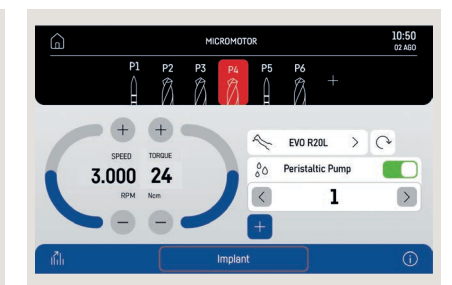 MICROMOTOR
10:50
02 AGO
P1 P2 P3 P4 P5 P6 +
SPEED TORQUE
3.000 24
RPM Ncm
EVO R20L
Peristaltic Pump
1
Implant